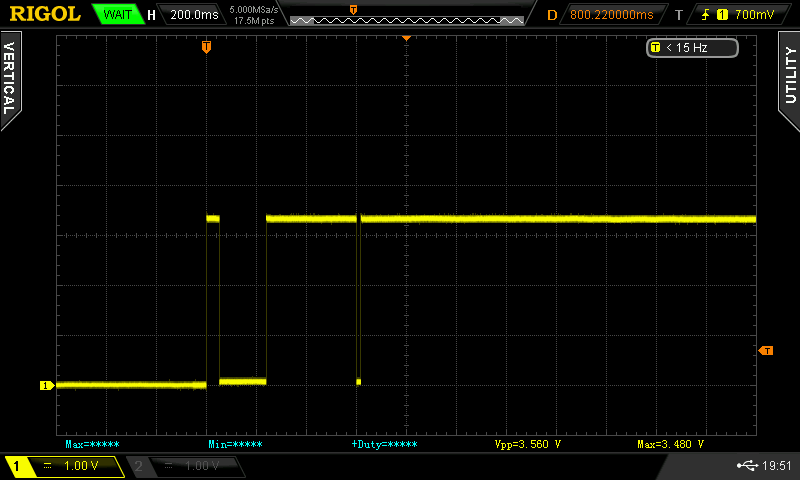 RIGOL WAIT H 200.0ms 5.000MSa/s 17.5M pts T D 800.220000ms T 1 700mV
T
T < 15 Hz
VERTICAL
UTILITY
T
1
Max=***** Min=***** +Duty=***** Vpp=3.560 V Max=3.480 V
1 1.00 V 2 1.00 V 19:51